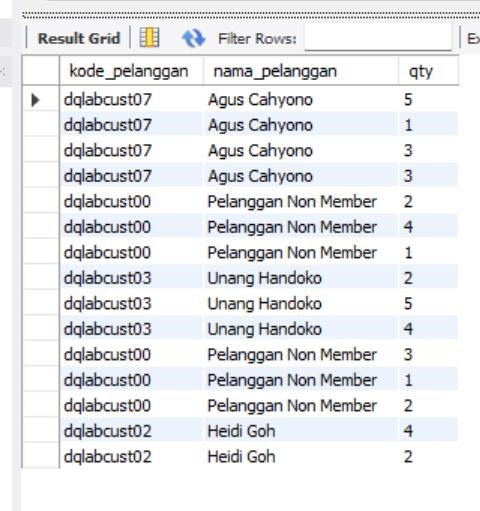 Result Grid Filter Rows:
kode_pelanggan nama_pelanggan qty
dqlabcust07 Agus Cahyono 5
dqlabcust07 Agus Cahyono 1
dqlabcust07 Agus Cahyono 3
dqlabcust07 Agus Cahyono 3
dqlabcust00 Pelanggan Non Member 2
dqlabcust00 Pelanggan Non Member 4
dqlabcust00 Pelanggan Non Member 1
dqlabcust03 Unang Handoko 2
dqlabcust03 Unang Handoko 5
dqlabcust03 Unang Handoko 4
dqlabcust00 Pelanggan Non Member 3
dqlabcust00 Pelanggan Non Member 1
dqlabcust00 Pelanggan Non Member 2
dqlabcust02 Heidi Goh 4
dqlabcust02 Heidi Goh 2